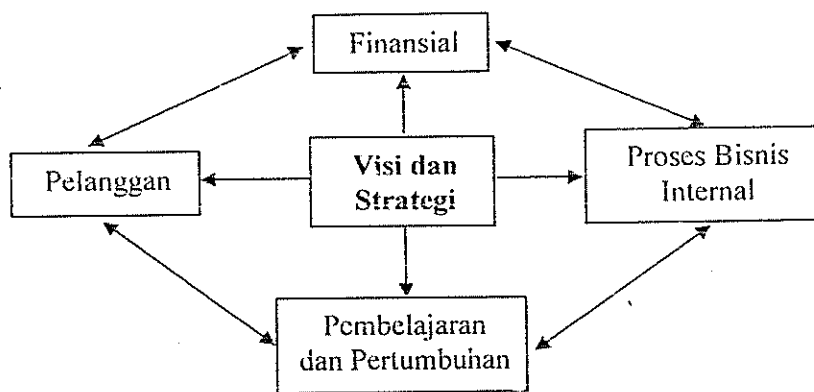 Finansial
Pelanggan
Visi dan
Strategi
Proses Bisnis
Internal
Pembelajaran
dan Pertumbuhan